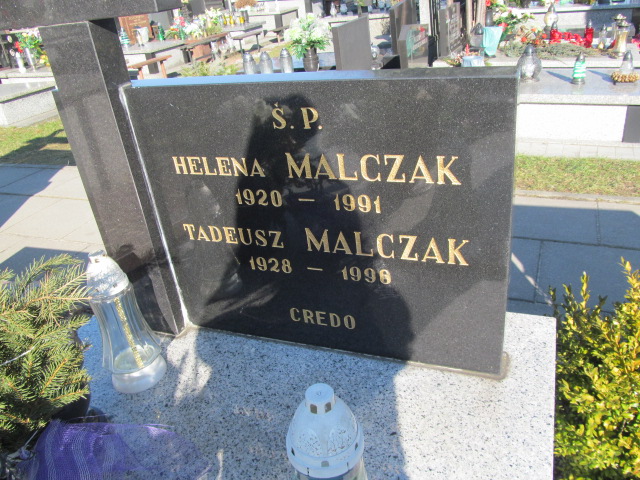 Ś.P.
HELENA MALCZAK
1920 – 1991
TADEUSZ MALCZAK
1928 – 1996
CREDO